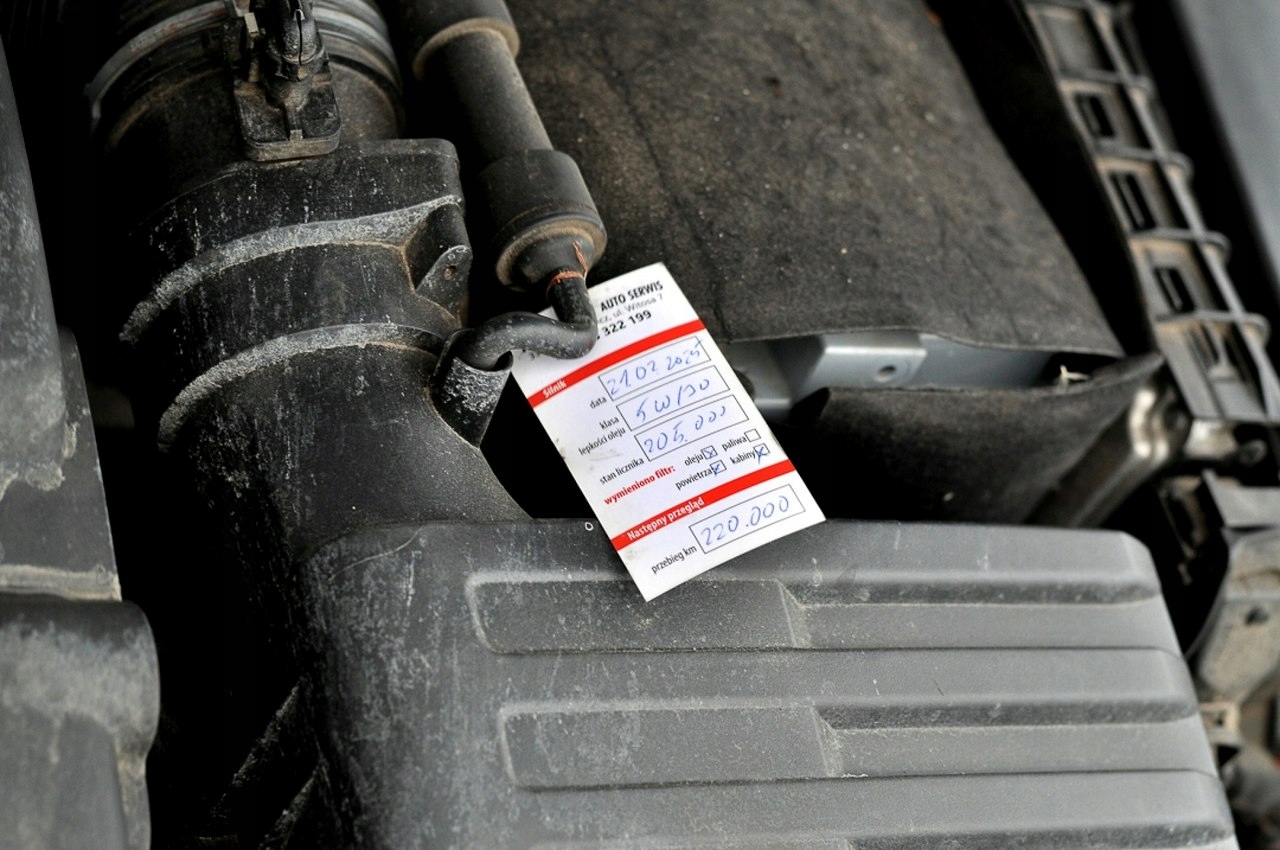 AUTO SERWIS
ul. Witosa 7
322 199
Silnik
data 21.02.2025
klasa lepkości oleju 5W/30
stan licznika 205.000
wymieniono filtr: oleju paliwa
powietrza kabiny
Następny przegląd
przebieg km 220.000